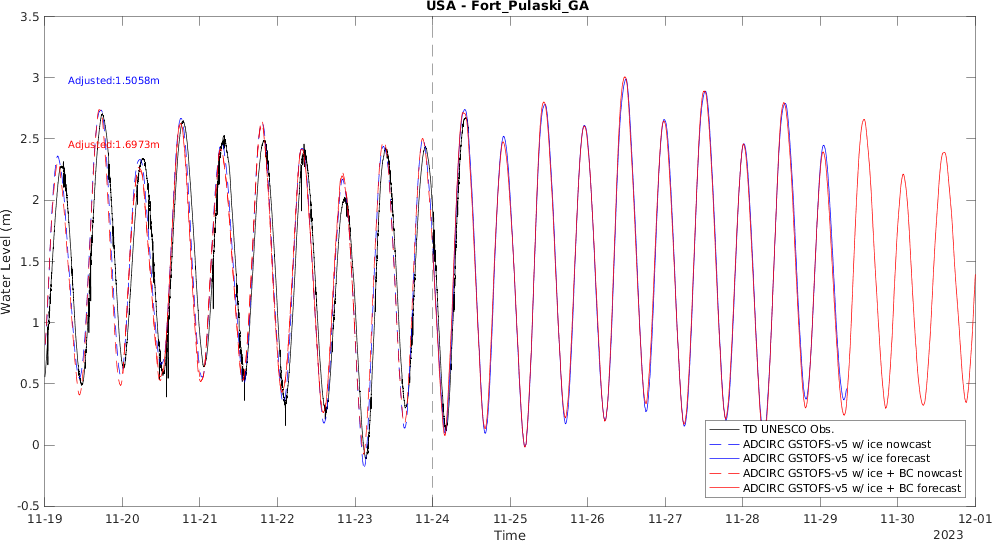 USA - Fort_Pulaski_GA
3.5
3
2.5
2
1.5
1
0.5
0
-0.5
Water Level (m)
Adjusted:1.5058m
Adjusted:1.6973m
TD UNESCO Obs.
ADCIRC GSTOFS-v5 w/ ice nowcast
ADCIRC GSTOFS-v5 w/ ice forecast
ADCIRC GSTOFS-v5 w/ ice + BC nowcast
ADCIRC GSTOFS-v5 w/ ice + BC forecast
11-19 11-20 11-21 11-22 11-23 11-24 11-25 11-26 11-27 11-28 11-29 11-30 12-01
Time
2023